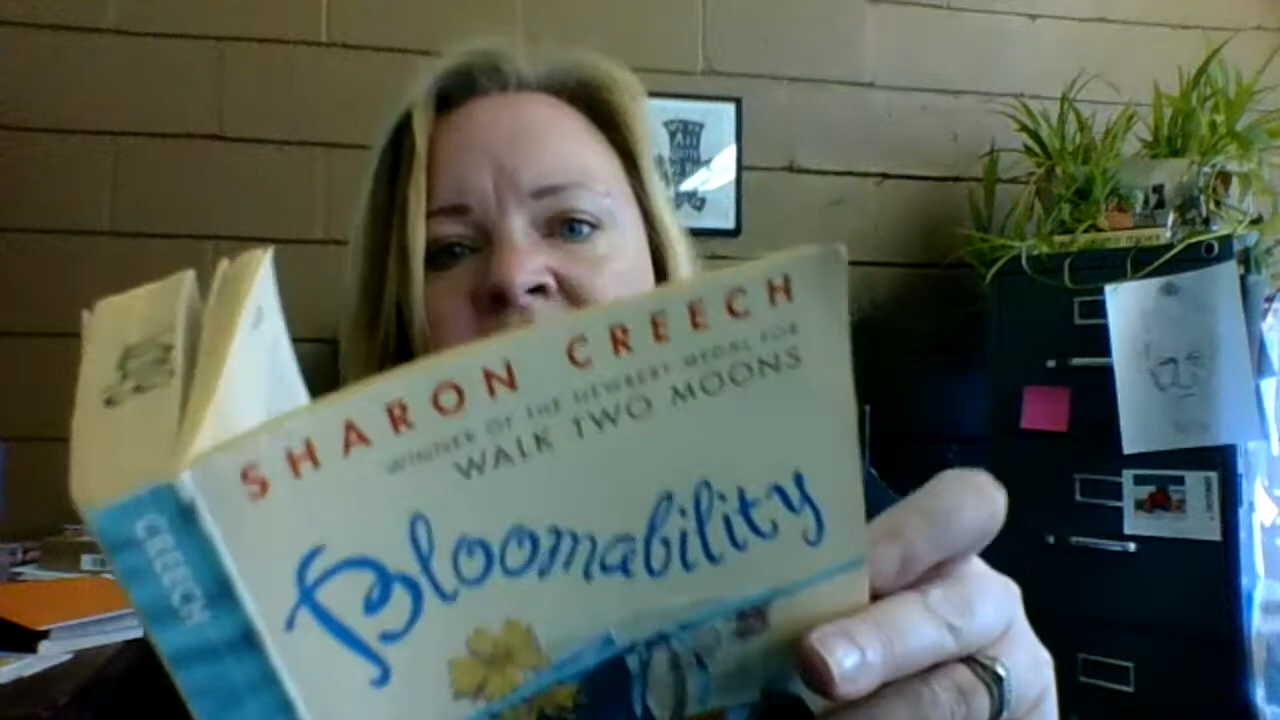 SHARON CREECH
WINNER OF THE NEWBERY MEDAL FOR
WALK TWO MOONS
Bloomability
CREECH